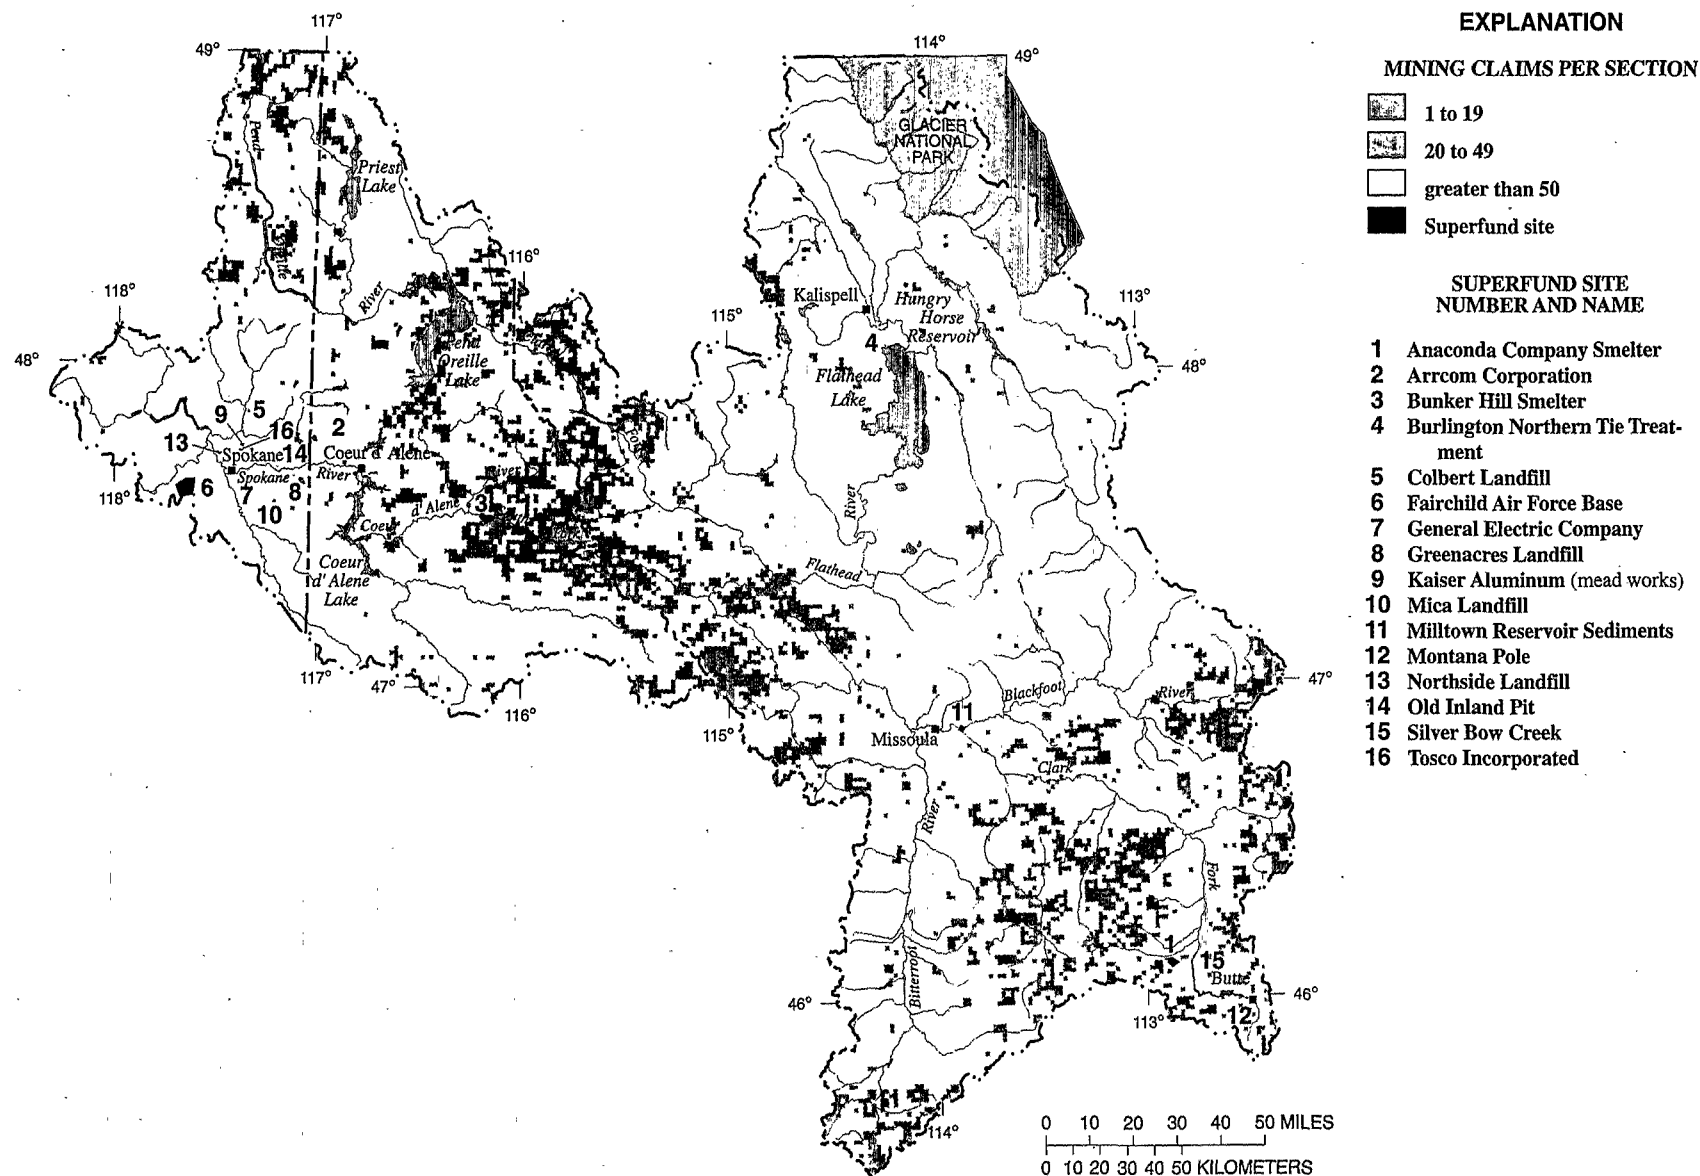 117°
49°
114°
49°
EXPLANATION
MINING CLAIMS PER SECTION
1 to 19
20 to 49
greater than 50
Superfund site
SUPERFUND SITE
NUMBER AND NAME
1 Anaconda Company Smelter
2 Arrcom Corporation
3 Bunker Hill Smelter
4 Burlington Northern Tie Treat-
ment
5 Colbert Landfill
6 Fairchild Air Force Base
7 General Electric Company
8 Greenacres Landfill
9 Kaiser Aluminum (mead works)
10 Mica Landfill
11 Milltown Reservoir Sediments
12 Montana Pole
13 Northside Landfill
14 Old Inland Pit
15 Silver Bow Creek
16 Tosco Incorporated
GLACIER
NATIONAL
PARK
Pend
Priest
Lake
River
116°
118°
48°
Pend
Oreille
Lake
115°
Kalispell
Hungry
Horse
Reservoir
113°
48°
4
Flathead
Lake
9
5
16
2
13
Spokane
14
Coeur d'Alene
Spokane
River
River
118°
6
7
8
10
d'Alene
3
Coeur
Coeur
d'Alene
Lake
River
Flathead
117°
47°
116°
115°
Blackfoot
River
47°
11
Missoula
Clark
River
Fork
Bitterroot
1
15
Butte
46°
46°
113°
12
114°
0 10 20 30 40 50 MILES
0 10 20 30 40 50 KILOMETERS